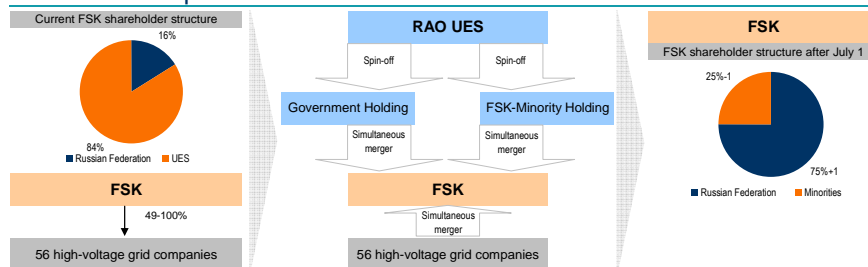 Current FSK shareholder structure
16%
84%
Russian Federation
UES
FSK
49-100%
56 high-voltage grid companies
RAO UES
Spin-off
Spin-off
Government Holding
FSK-Minority Holding
Simultaneous
merger
Simultaneous
merger
FSK
Simultaneous
merger
56 high-voltage grid companies
FSK
FSK shareholder structure after July 1
25%-1
75%+1
Russian Federation
Minorities